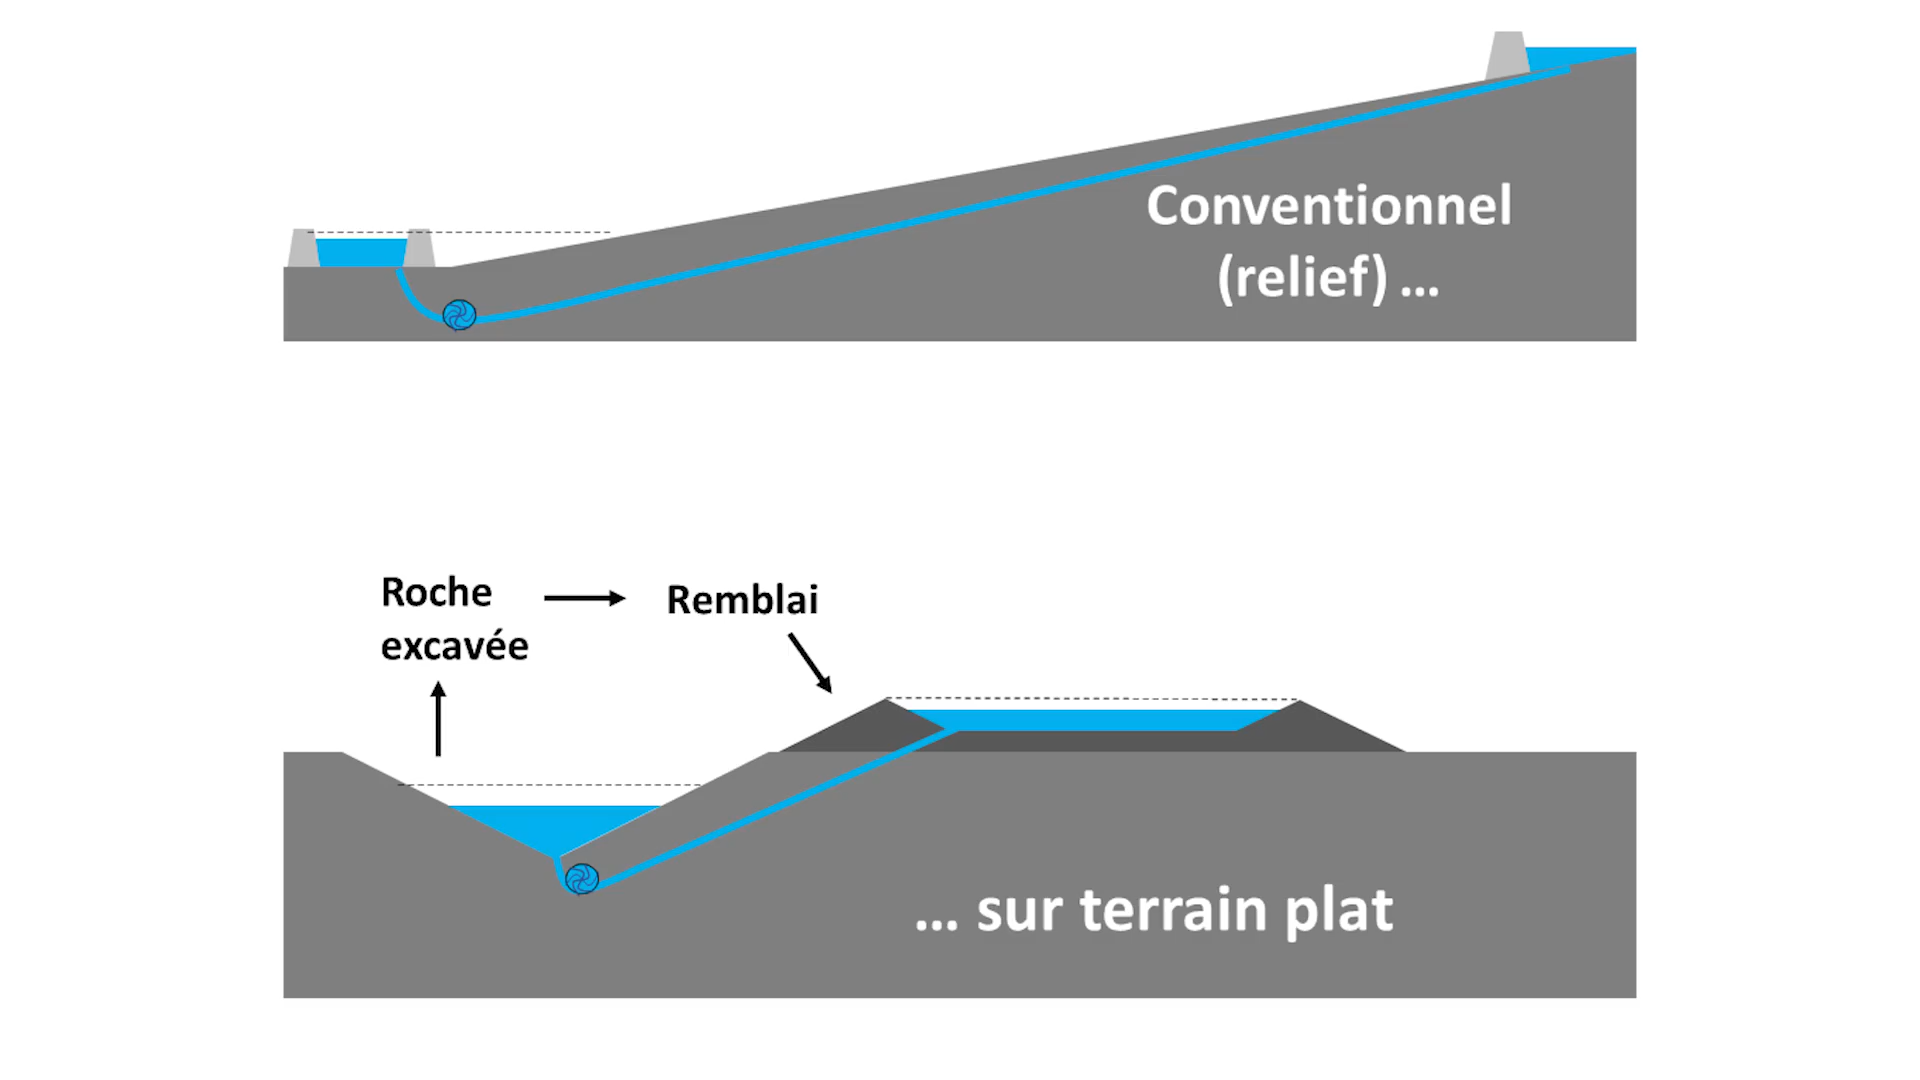 Conventionnel
(relief) ...
Roche
excavée
Remblai
... sur terrain plat